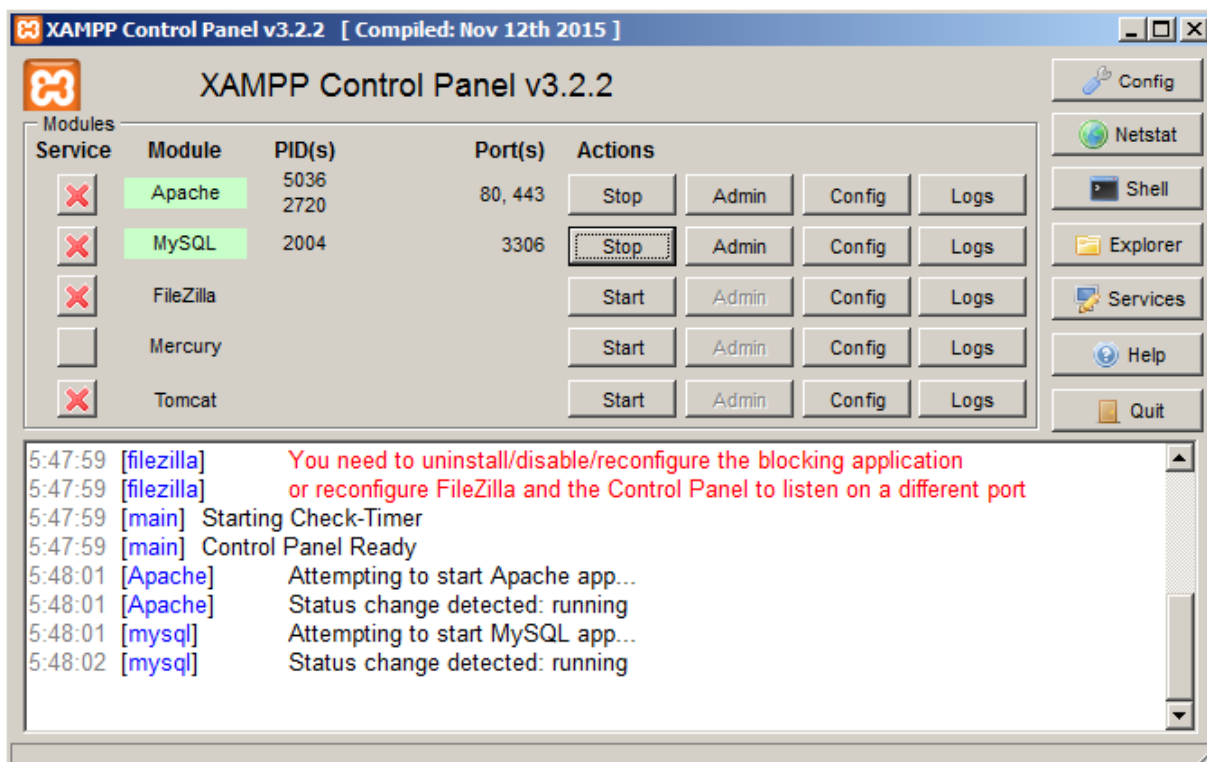 XAMPP Control Panel v3.2.2 [ Compiled: Nov 12th 2015 ]
XAMPP Control Panel v3.2.2
Config
Modules
Netstat
Service Module PID(s) Port(s) Actions
Apache 5036 2720 80, 443 Stop Admin Config Logs
Shell
MySQL 2004 3306 Stop Admin Config Logs
Explorer
FileZilla Start Admin Config Logs
Services
Mercury Start Admin Config Logs
Help
Tomcat Start Admin Config Logs
Quit
5:47:59 [filezilla] You need to uninstall/disable/reconfigure the blocking application
5:47:59 [filezilla] or reconfigure FileZilla and the Control Panel to listen on a different port
5:47:59 [main] Starting Check-Timer
5:47:59 [main] Control Panel Ready
5:48:01 [Apache] Attempting to start Apache app...
5:48:01 [Apache] Status change detected: running
5:48:01 [mysql] Attempting to start MySQL app...
5:48:02 [mysql] Status change detected: running